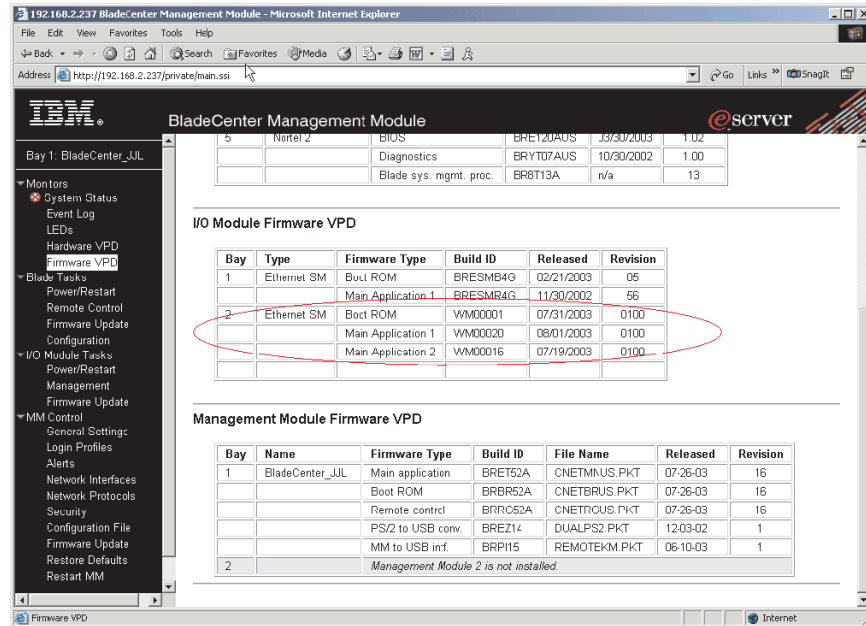 192.168.2.237 BladeCenter Management Module - Microsoft Internet Explorer
File Edit View Favorites Tools Help
Back Search Favorites Media
Address http://192.168.2.237/private/main.ssi Go Links » SnagIt
IBM. BladeCenter Management Module eserver
Bay 1: BladeCenter_JJL
Monitors
System Status
Event Log
LEDs
Hardware VPD
Firmware VPD
Blade Tasks
Power/Restart
Remote Control
Firmware Update
Configuration
I/O Module Tasks
Power/Restart
Management
Firmware Update
MM Control
General Settings
Login Profiles
Alerts
Network Interfaces
Network Protocols
Security
Configuration File
Firmware Update
Restore Defaults
Restart MM
5 Nortel 2 BIOS BRE120AUS 03/30/2003 1.02
Diagnostics BRYT07AUS 10/30/2002 1.00
Blade sys. mgmt. proc. BR8T13A n/a 13
I/O Module Firmware VPD
Bay Type Firmware Type Build ID Released Revision
1 Ethernet SM Boot ROM BRESMB4G 02/21/2003 05
Main Application 1 BRESMR4G 11/30/2002 56
2 Ethernet SM Boot ROM WM00001 07/31/2003 0100
Main Application 1 WM00020 08/01/2003 0100
Main Application 2 WM00016 07/19/2003 0100
Management Module Firmware VPD
Bay Name Firmware Type Build ID File Name Released Revision
1 BladeCenter_JJL Main application BRET52A CNETMNUS.PKT 07-26-03 16
Boot ROM BRBR52A CNETBRUS.PKT 07-26-03 16
Remote control BRRG52A CNETRGUS.PKT 07-26-03 16
PS/2 to USB conv. BREZ14 DUALPS2.PKT 12-03-02 1
MM to USB intf. BRPI15 REMOTEKM.PKT 06-10-03 1
2 Management Module 2 is not installed.
Firmware VPD Internet